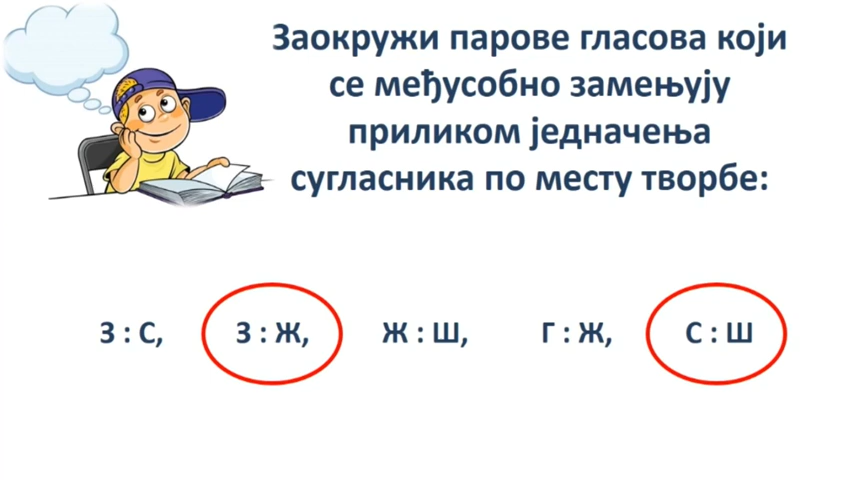 Заокружи парове гласова који
се међусобно замењују
приликом једначења
сугласника по месту творбе:
З : С, З : Ж, Ж : Ш, Г : Ж, С : Ш